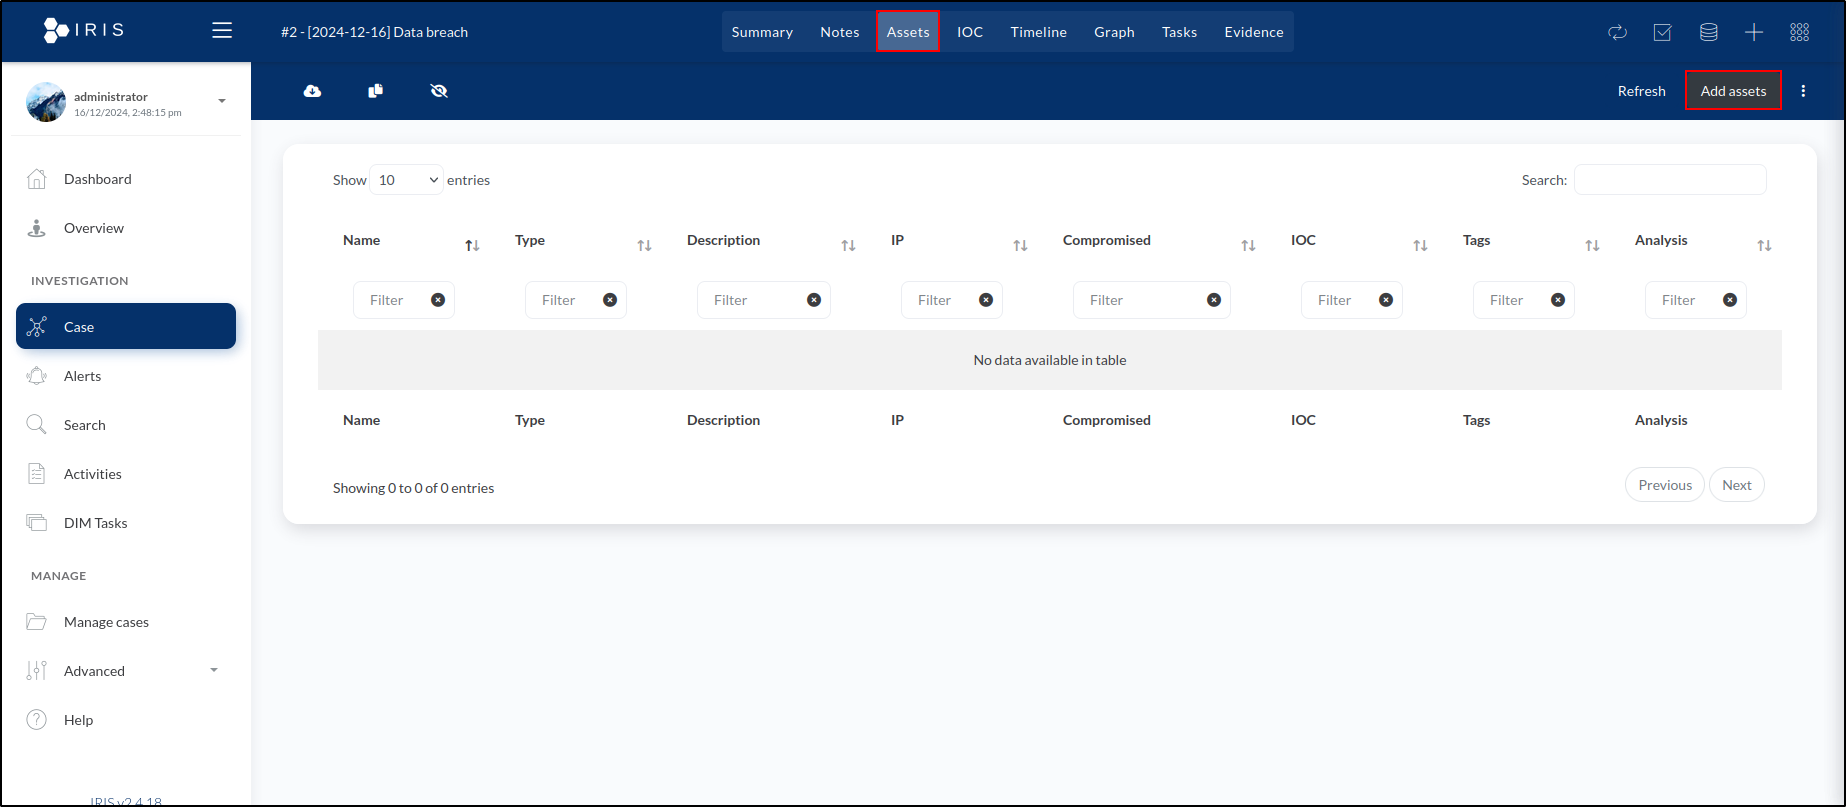 IRIS
#2 - [2024-12-16] Data breach
Summary Notes Assets IOC Timeline Graph Tasks Evidence
administrator
16/12/2024, 2:48:15 pm
Refresh Add assets
Dashboard
Overview
INVESTIGATION
Case
Alerts
Search
Activities
DIM Tasks
MANAGE
Manage cases
Advanced
Help
IRIS v2.4.18
Show 10 entries
Search:
Name Type Description IP Compromised IOC Tags Analysis
Filter Filter Filter Filter Filter Filter Filter Filter
No data available in table
Name Type Description IP Compromised IOC Tags Analysis
Showing 0 to 0 of 0 entries
Previous Next